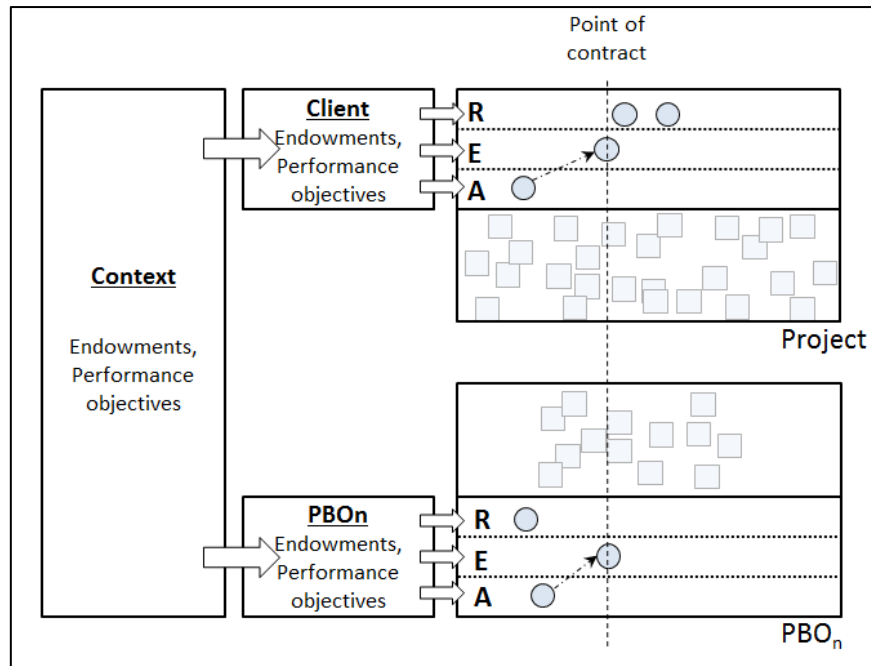 Point of
contract
Client
Endowments,
Performance
objectives
R
E
A
Context
Endowments,
Performance
objectives
Project
PBOn
Endowments,
Performance
objectives
R
E
A
PBOn